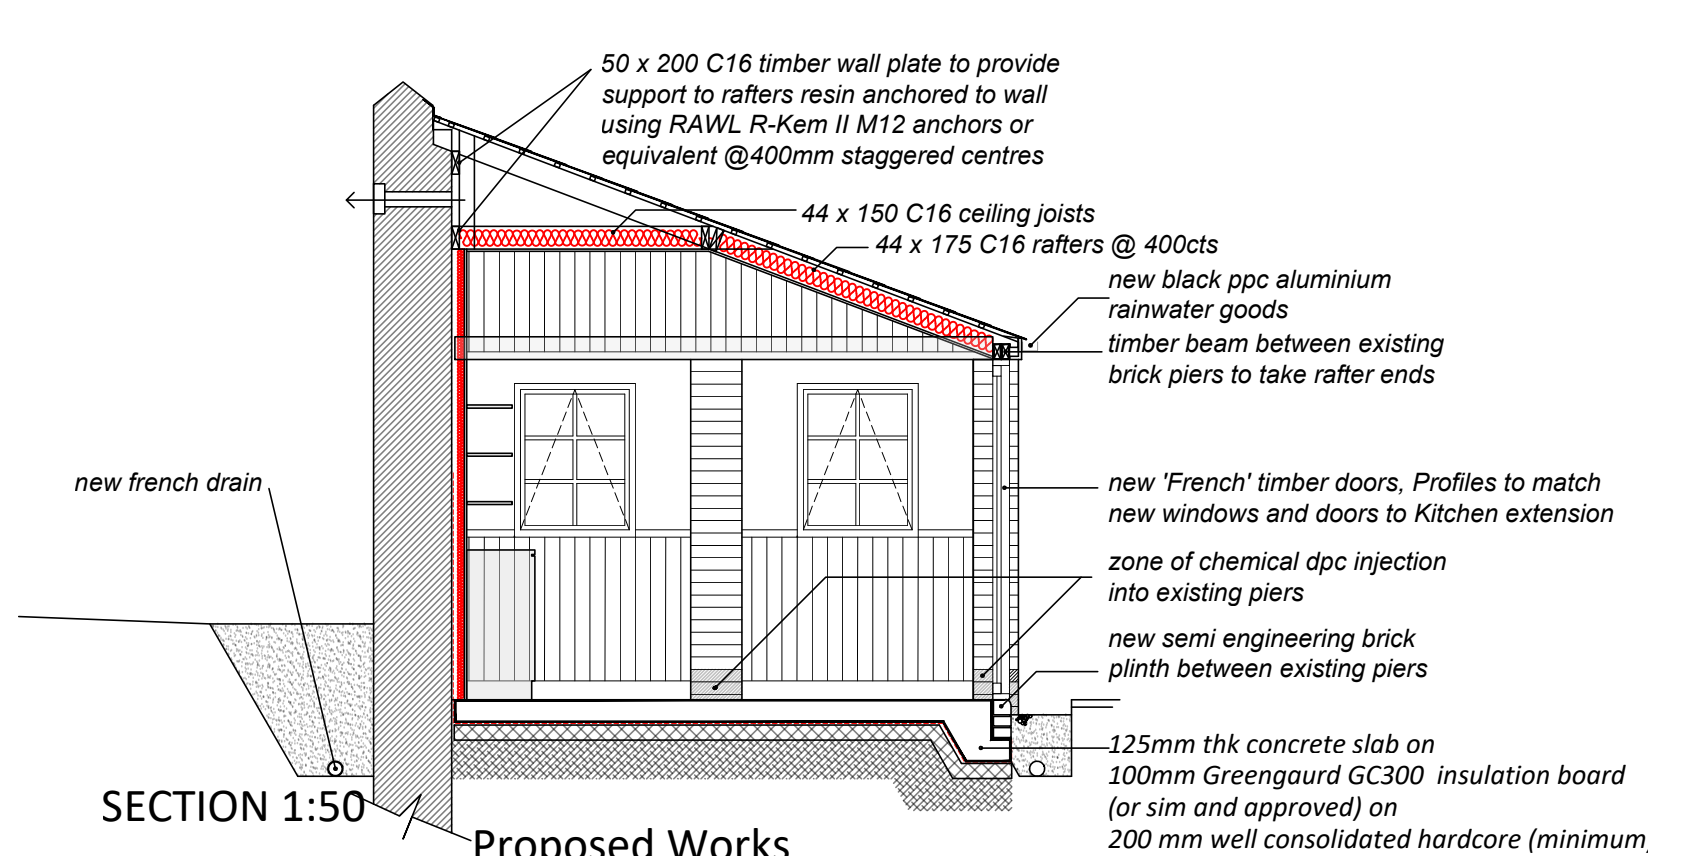 50 x 200 C16 timber wall plate to provide
support to rafters resin anchored to wall
using RAWL R-Kem II M12 anchors or
equivalent @400mm staggered centres
44 x 150 C16 ceiling joists
44 x 175 C16 rafters @ 400cts
new black ppc aluminium
rainwater goods
timber beam between existing
brick piers to take rafter ends
new french drain
new 'French' timber doors, Profiles to match
new windows and doors to Kitchen extension
zone of chemical dpc injection
into existing piers
new semi engineering brick
plinth between existing piers
125mm thk concrete slab on
100mm Greengaurd GC300 insulation board
(or sim and approved) on
200 mm well consolidated hardcore (minimum)
SECTION 1:50
Proposed Works